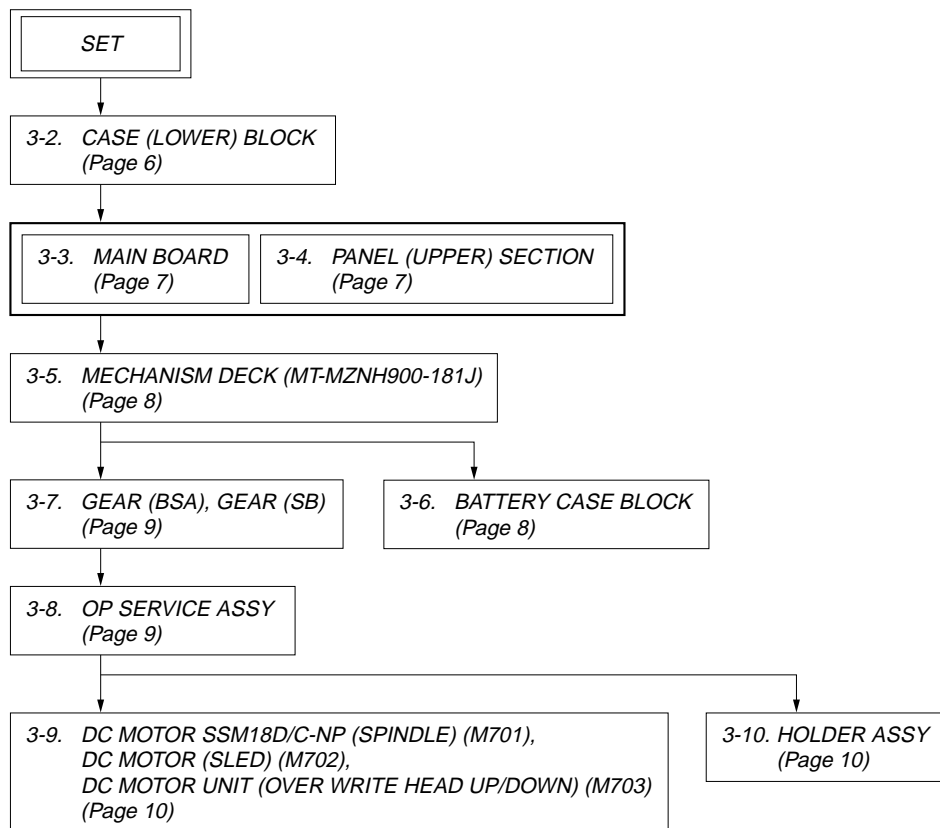 SET
3-2. CASE (LOWER) BLOCK
(Page 6)
3-3. MAIN BOARD
(Page 7)
3-4. PANEL (UPPER) SECTION
(Page 7)
3-5. MECHANISM DECK (MT-MZNH900-181J)
(Page 8)
3-7. GEAR (BSA), GEAR (SB)
(Page 9)
3-6. BATTERY CASE BLOCK
(Page 8)
3-8. OP SERVICE ASSY
(Page 9)
3-9. DC MOTOR SSM18D/C-NP (SPINDLE) (M701),
DC MOTOR (SLED) (M702),
DC MOTOR UNIT (OVER WRITE HEAD UP/DOWN) (M703)
(Page 10)
3-10. HOLDER ASSY
(Page 10)